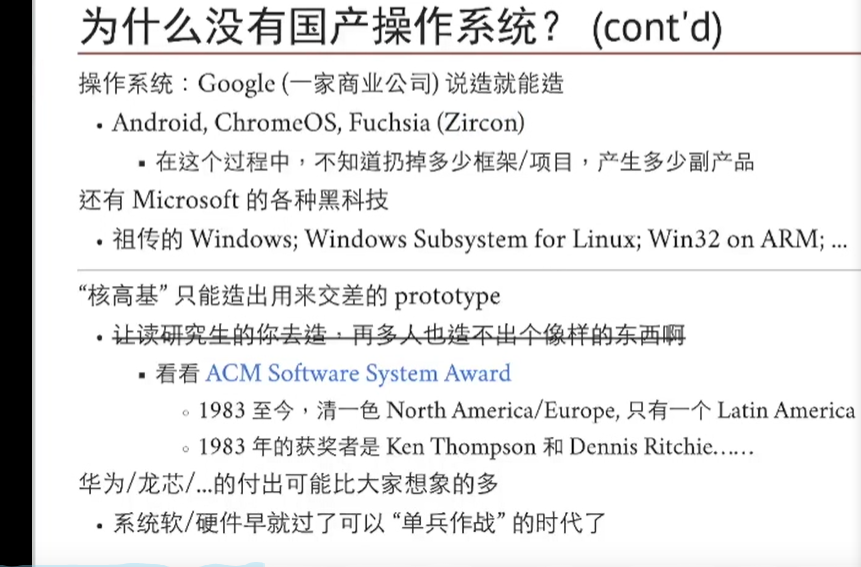 为什么没有国产操作系统？ (cont'd)
操作系统：Google (一家商业公司) 说造就能造
• Android, ChromeOS, Fuchsia (Zircon)
▪ 在这个过程中，不知道扔掉多少框架/项目，产生多少副产品
还有 Microsoft 的各种黑科技
• 祖传的 Windows; Windows Subsystem for Linux; Win32 on ARM; ...
“核高基” 只能造出用来交差的 prototype
• 让读研究生的你去造，再多人也造不出个像样的东西啊
▪ 看看 ACM Software System Award
◦ 1983 至今，清一色 North America/Europe, 只有一个 Latin America
◦ 1983 年的获奖者是 Ken Thompson 和 Dennis Ritchie……
华为/龙芯/...的付出可能比大家想象的多
• 系统软/硬件早就过了可以 “单兵作战” 的时代了